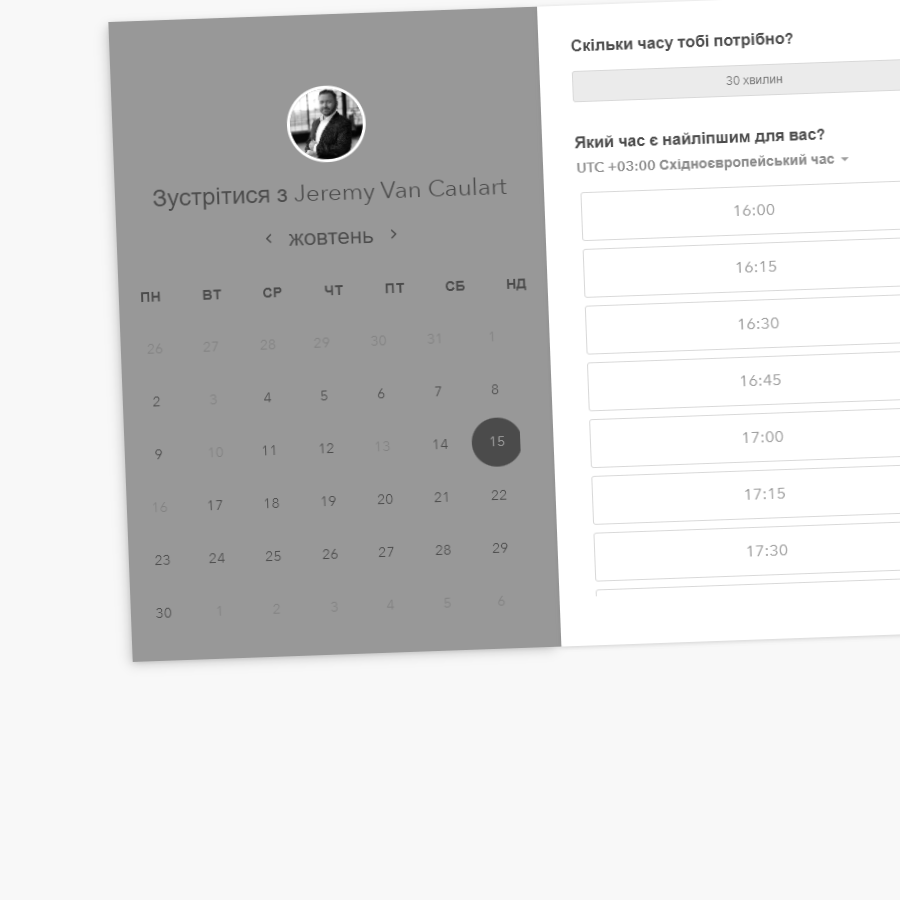 Зустрітися з Jeremy Van Caulart
жовтень
ПН ВТ СР ЧТ ПТ СБ НД
26 27 28 29 30 31 1
2 3 4 5 6 7 8
9 10 11 12 13 14 15
16 17 18 19 20 21 22
23 24 25 26 27 28 29
30 1 2 3 4 5 6
Скільки часу тобі потрібно?
30 хвилин
Який час є найліпшим для вас?
UTC +03:00 Східноєвропейський час
16:00
16:15
16:30
16:45
17:00
17:15
17:30